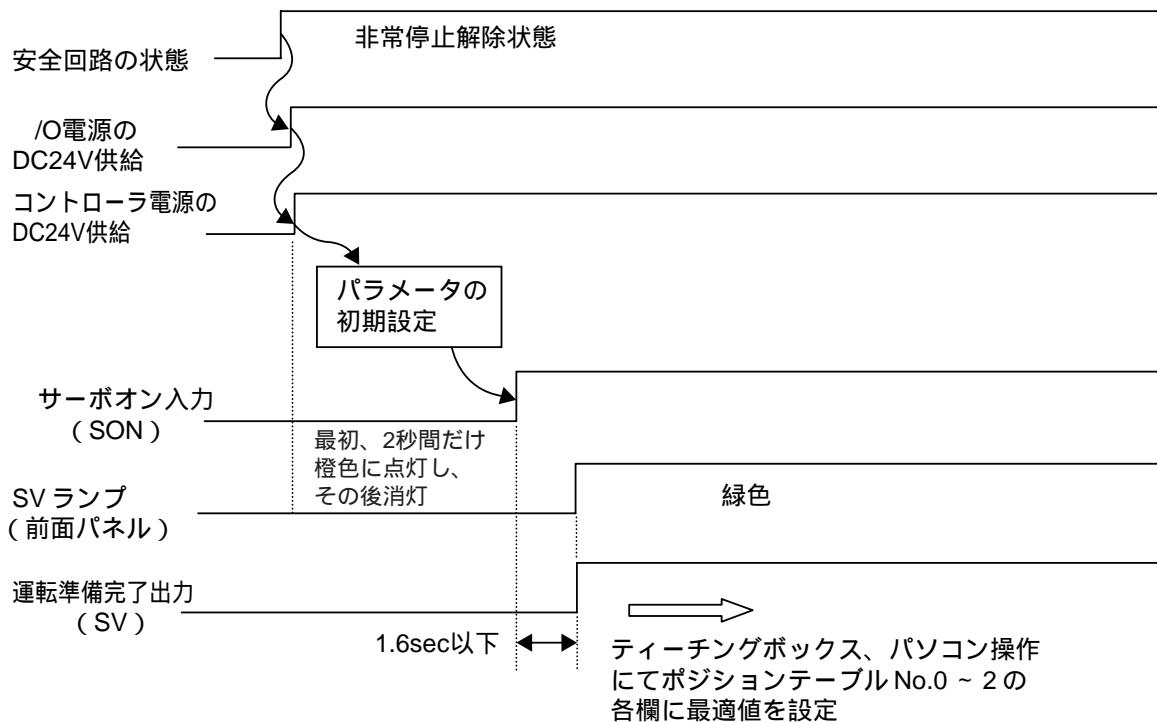 非常停止解除状態
安全回路の状態
/O電源の
DC24V供給
コントローラ電源の
DC24V供給
パラメータの
初期設定
サーボオン入力
（SON）
最初、2秒間だけ
橙色に点灯し、
その後消灯
SVランプ
（前面パネル）
緑色
運転準備完了出力
（SV）
1.6sec以下
ティーチングボックス、パソコン操作
にてポジションテーブル No.0 ~ 2 の
各欄に最適値を設定